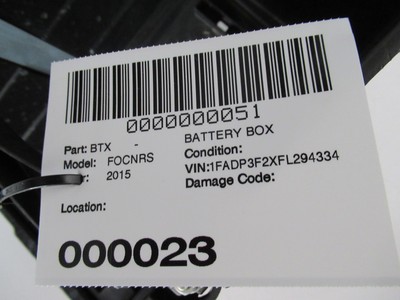 0000000051
Part: BTX - BATTERY BOX
Model: FOCNRS Condition:
: 2015 VIN:1FADP3F2XFL294334
Damage Code:
Location:
000023